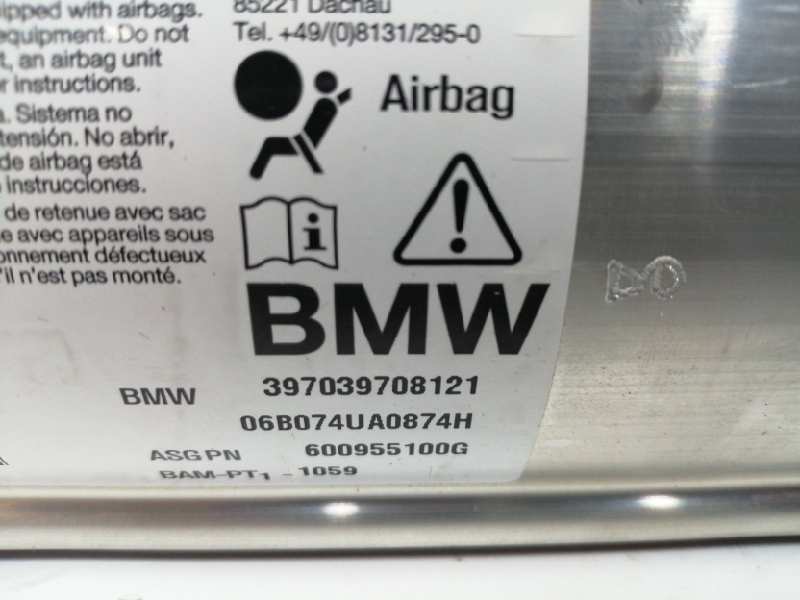 equipped with airbags.
equipment. Do not
t, an airbag unit
or instructions.
a. Sistema no
tensión. No abrir,
de airbag está
instrucciones.
de retenue avec sac
e avec appareils sous
onnement défectueux
'il n'est pas monté.
85221 Dachau
Tel. +49/(0)8131/295-0
Airbag
i
!
BMW
BMW 397039708121
06B074UA0874H
ASG PN 600955100G
BAM-PT1 - 1059